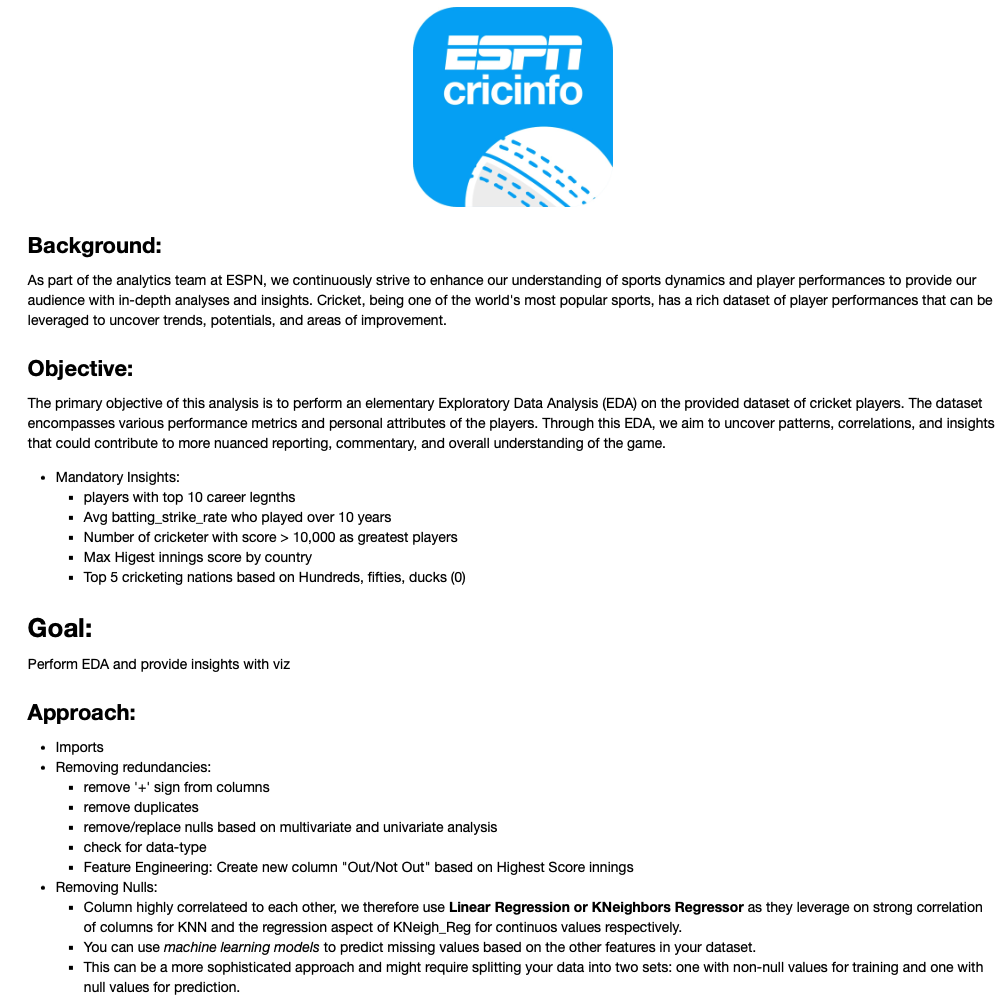 ESPN
cricinfo
Background:
As part of the analytics team at ESPN, we continuously strive to enhance our understanding of sports dynamics and player performances to provide our
audience with in-depth analyses and insights. Cricket, being one of the world's most popular sports, has a rich dataset of player performances that can be
leveraged to uncover trends, potentials, and areas of improvement.
Objective:
The primary objective of this analysis is to perform an elementary Exploratory Data Analysis (EDA) on the provided dataset of cricket players. The dataset
encompasses various performance metrics and personal attributes of the players. Through this EDA, we aim to uncover patterns, correlations, and insights
that could contribute to more nuanced reporting, commentary, and overall understanding of the game.
• Mandatory Insights:
▪ players with top 10 career legnths
▪ Avg batting_strike_rate who played over 10 years
▪ Number of cricketer with score > 10,000 as greatest players
▪ Max Higest innings score by country
▪ Top 5 cricketing nations based on Hundreds, fifties, ducks (0)
Goal:
Perform EDA and provide insights with viz
Approach:
• Imports
• Removing redundancies:
▪ remove '+' sign from columns
▪ remove duplicates
▪ remove/replace nulls based on multivariate and univariate analysis
▪ check for data-type
▪ Feature Engineering: Create new column "Out/Not Out" based on Highest Score innings
• Removing Nulls:
▪ Column highly correlateed to each other, we therefore use Linear Regression or KNeighbors Regressor as they leverage on strong correlation
of columns for KNN and the regression aspect of KNeigh_Reg for continuos values respectively.
▪ You can use machine learning models to predict missing values based on the other features in your dataset.
▪ This can be a more sophisticated approach and might require splitting your data into two sets: one with non-null values for training and one with
null values for prediction.